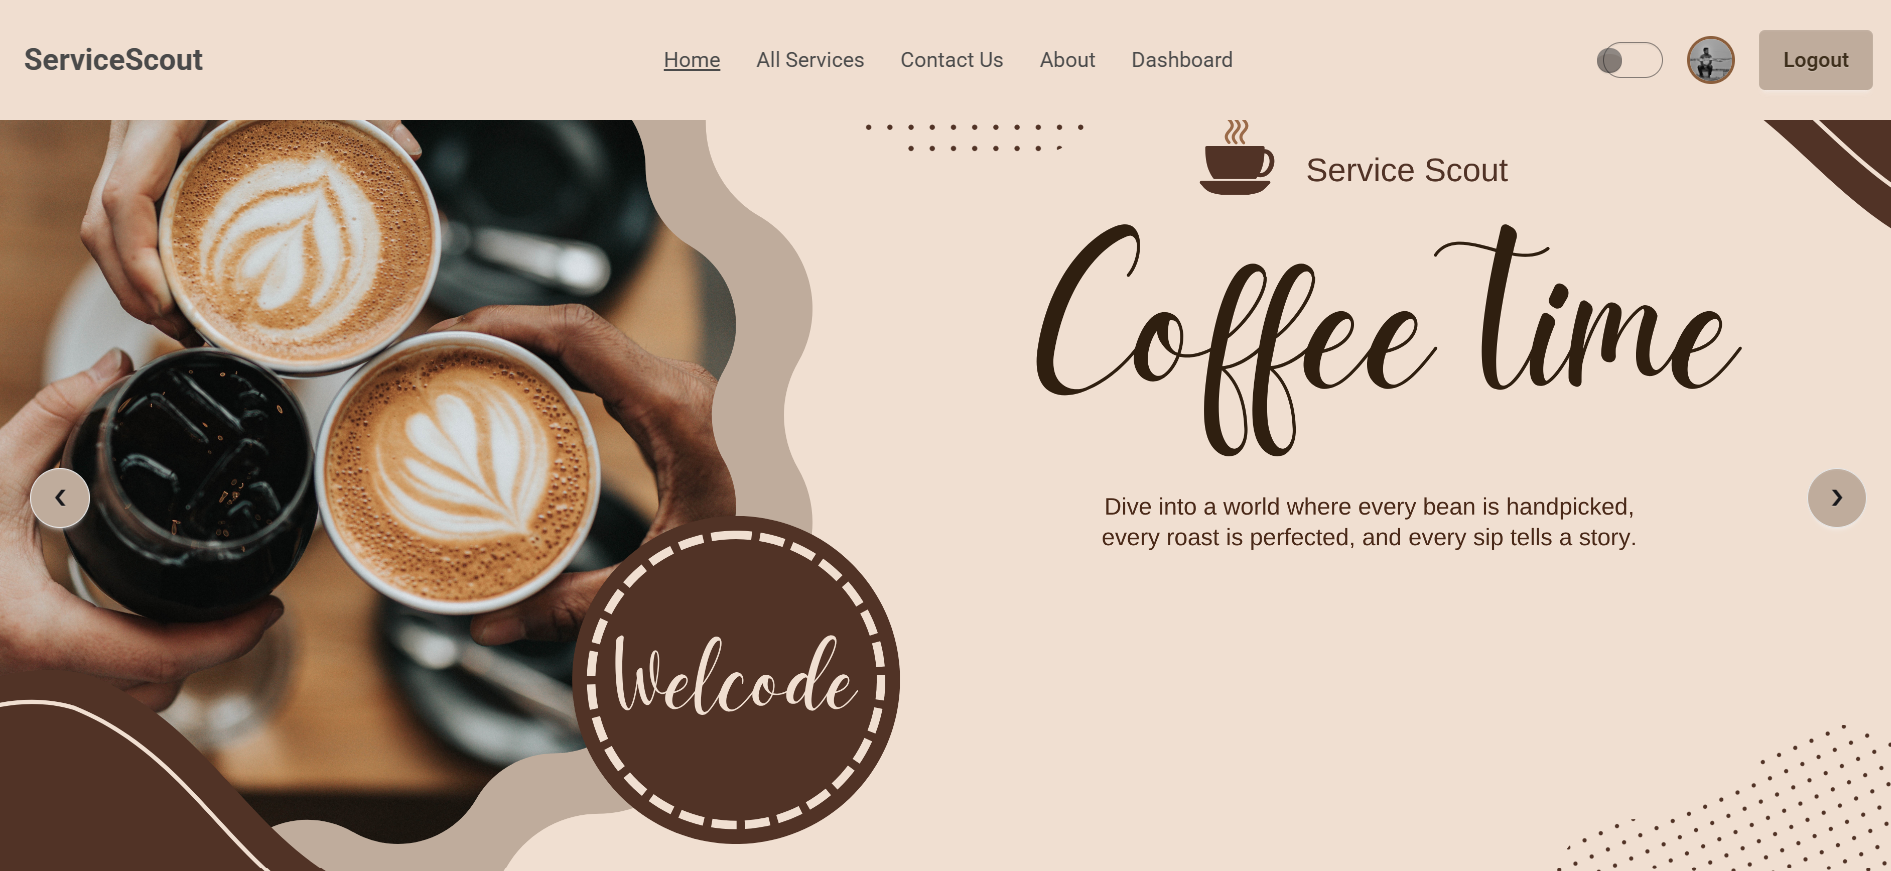 ServiceScout
Home All Services Contact Us About Dashboard
Logout
Service Scout
Coffee time
Dive into a world where every bean is handpicked,
every roast is perfected, and every sip tells a story.
Welcode